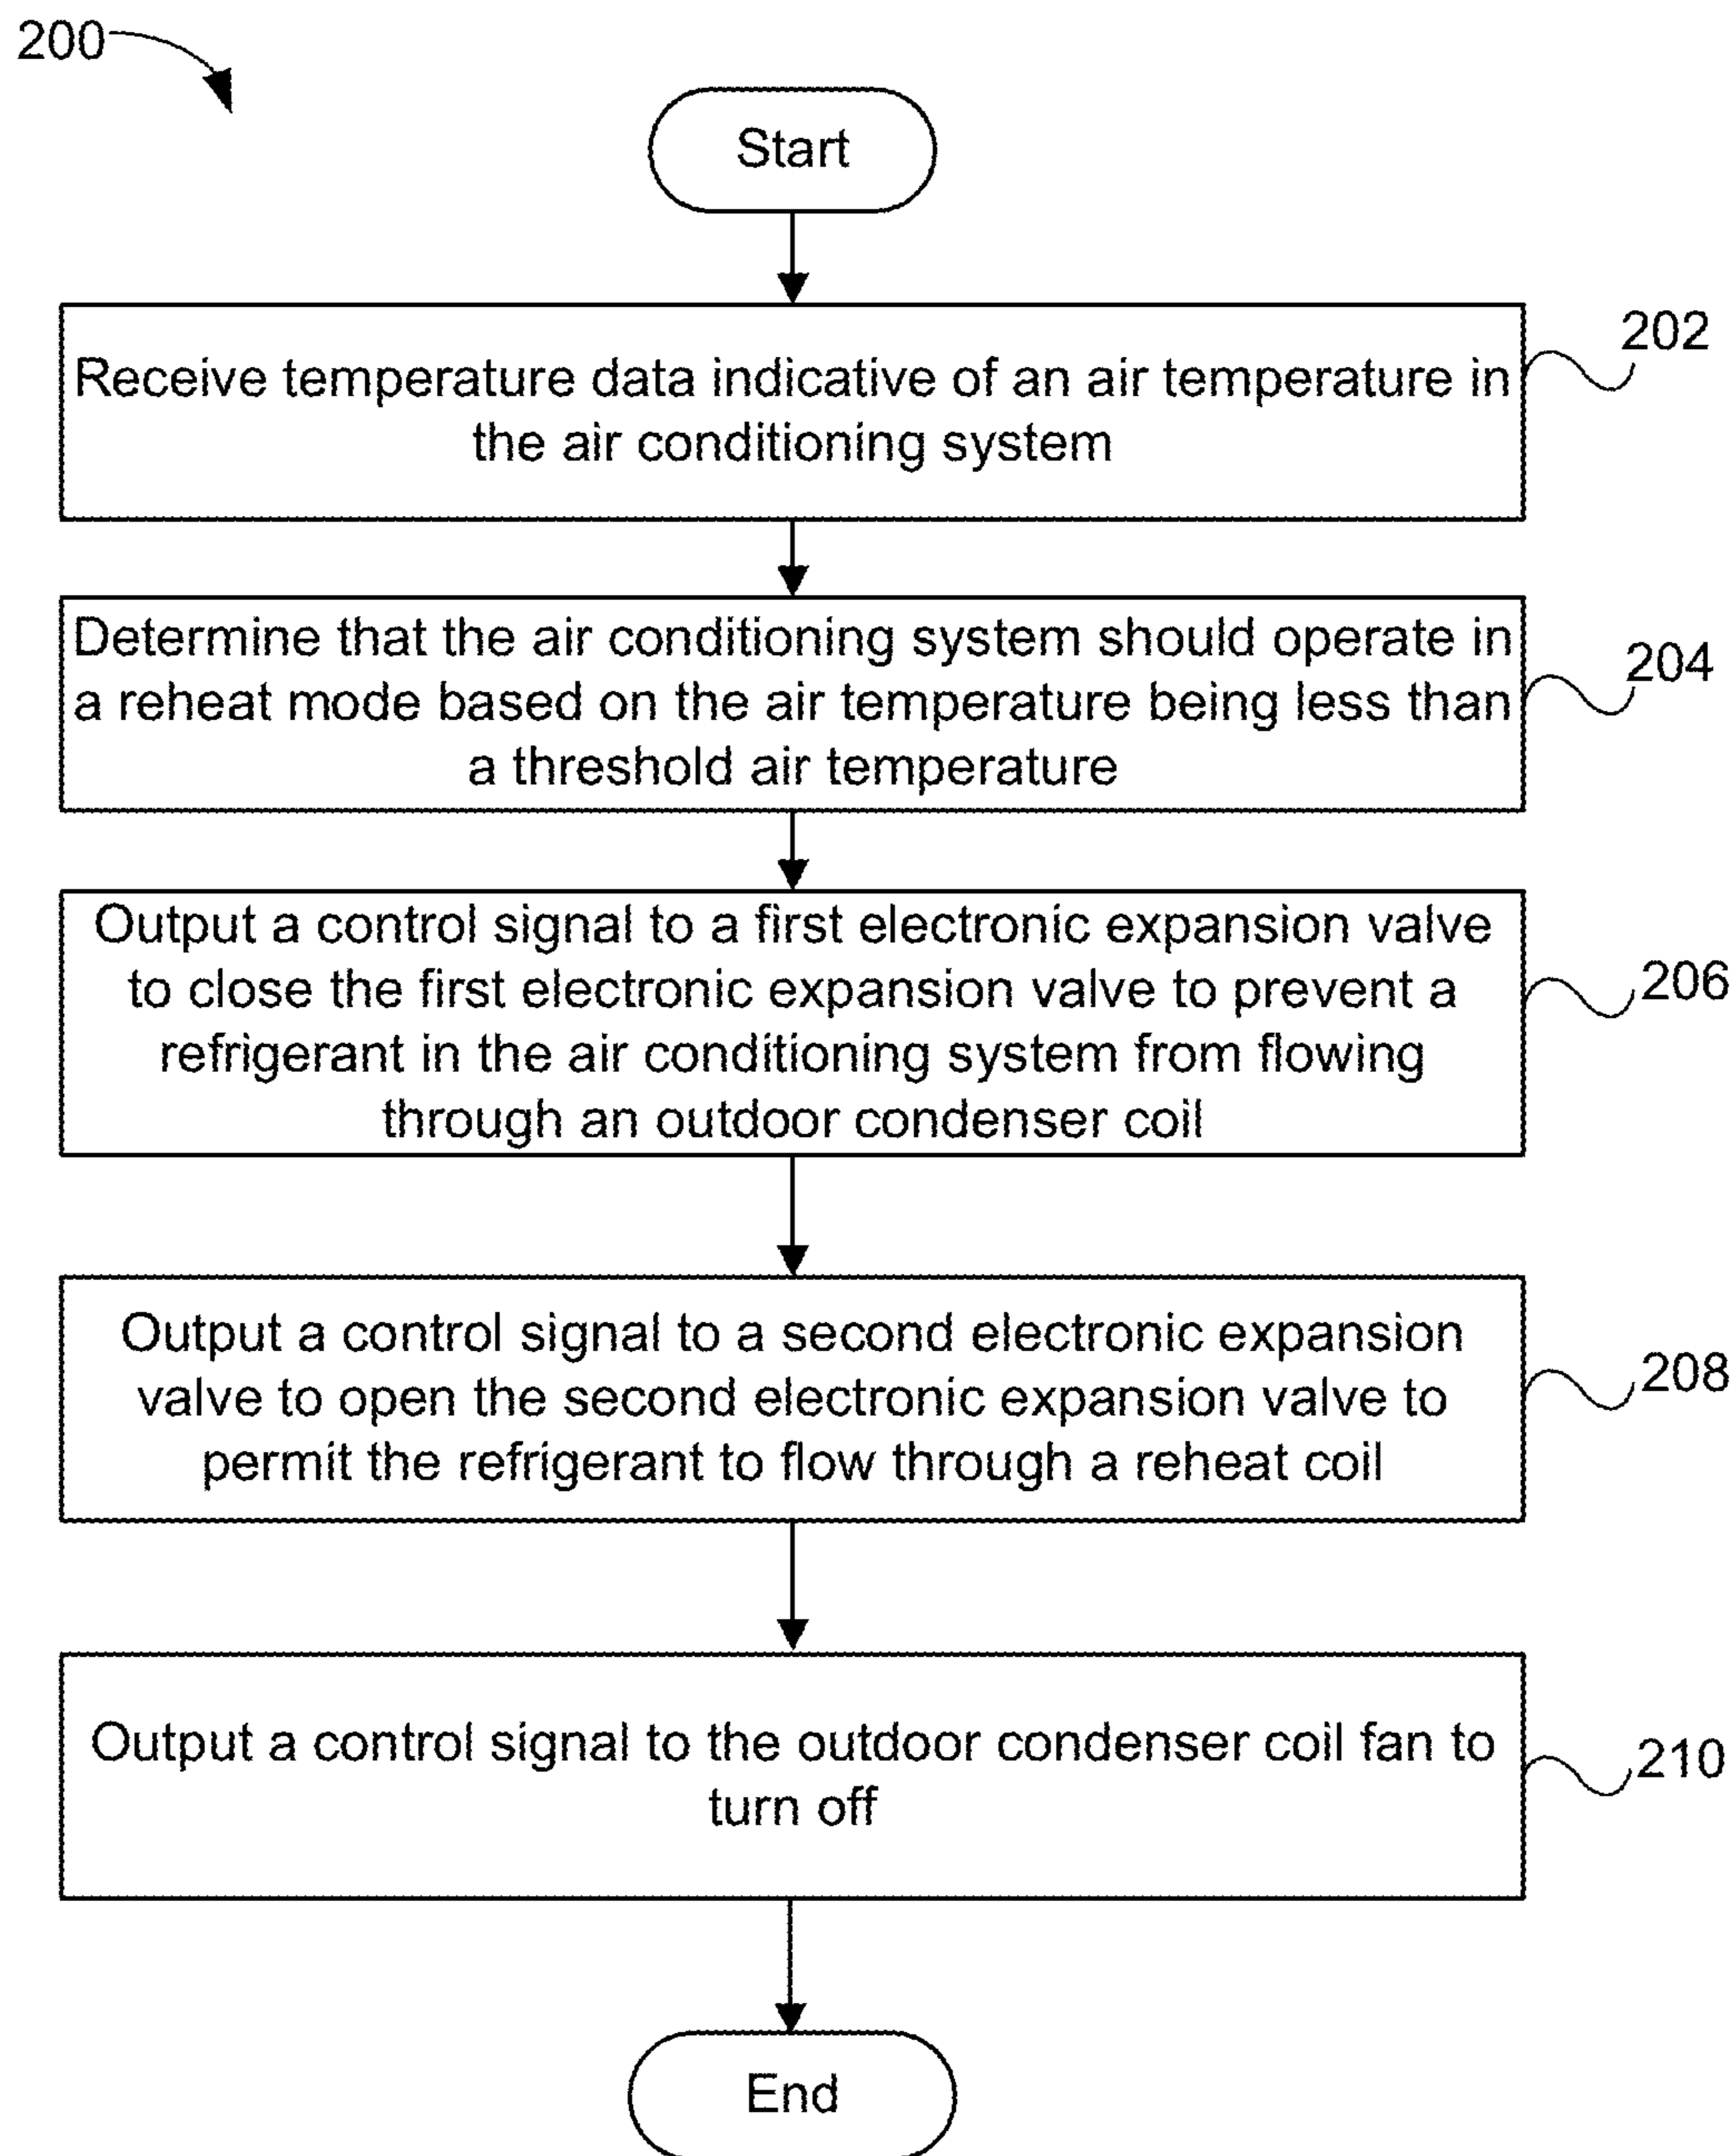 200
Start
Receive temperature data indicative of an air temperature in
the air conditioning system
202
Determine that the air conditioning system should operate in
a reheat mode based on the air temperature being less than
a threshold air temperature
204
Output a control signal to a first electronic expansion valve
to close the first electronic expansion valve to prevent a
refrigerant in the air conditioning system from flowing
through an outdoor condenser coil
206
Output a control signal to a second electronic expansion
valve to open the second electronic expansion valve to
permit the refrigerant to flow through a reheat coil
208
Output a control signal to the outdoor condenser coil fan to
turn off
210
End